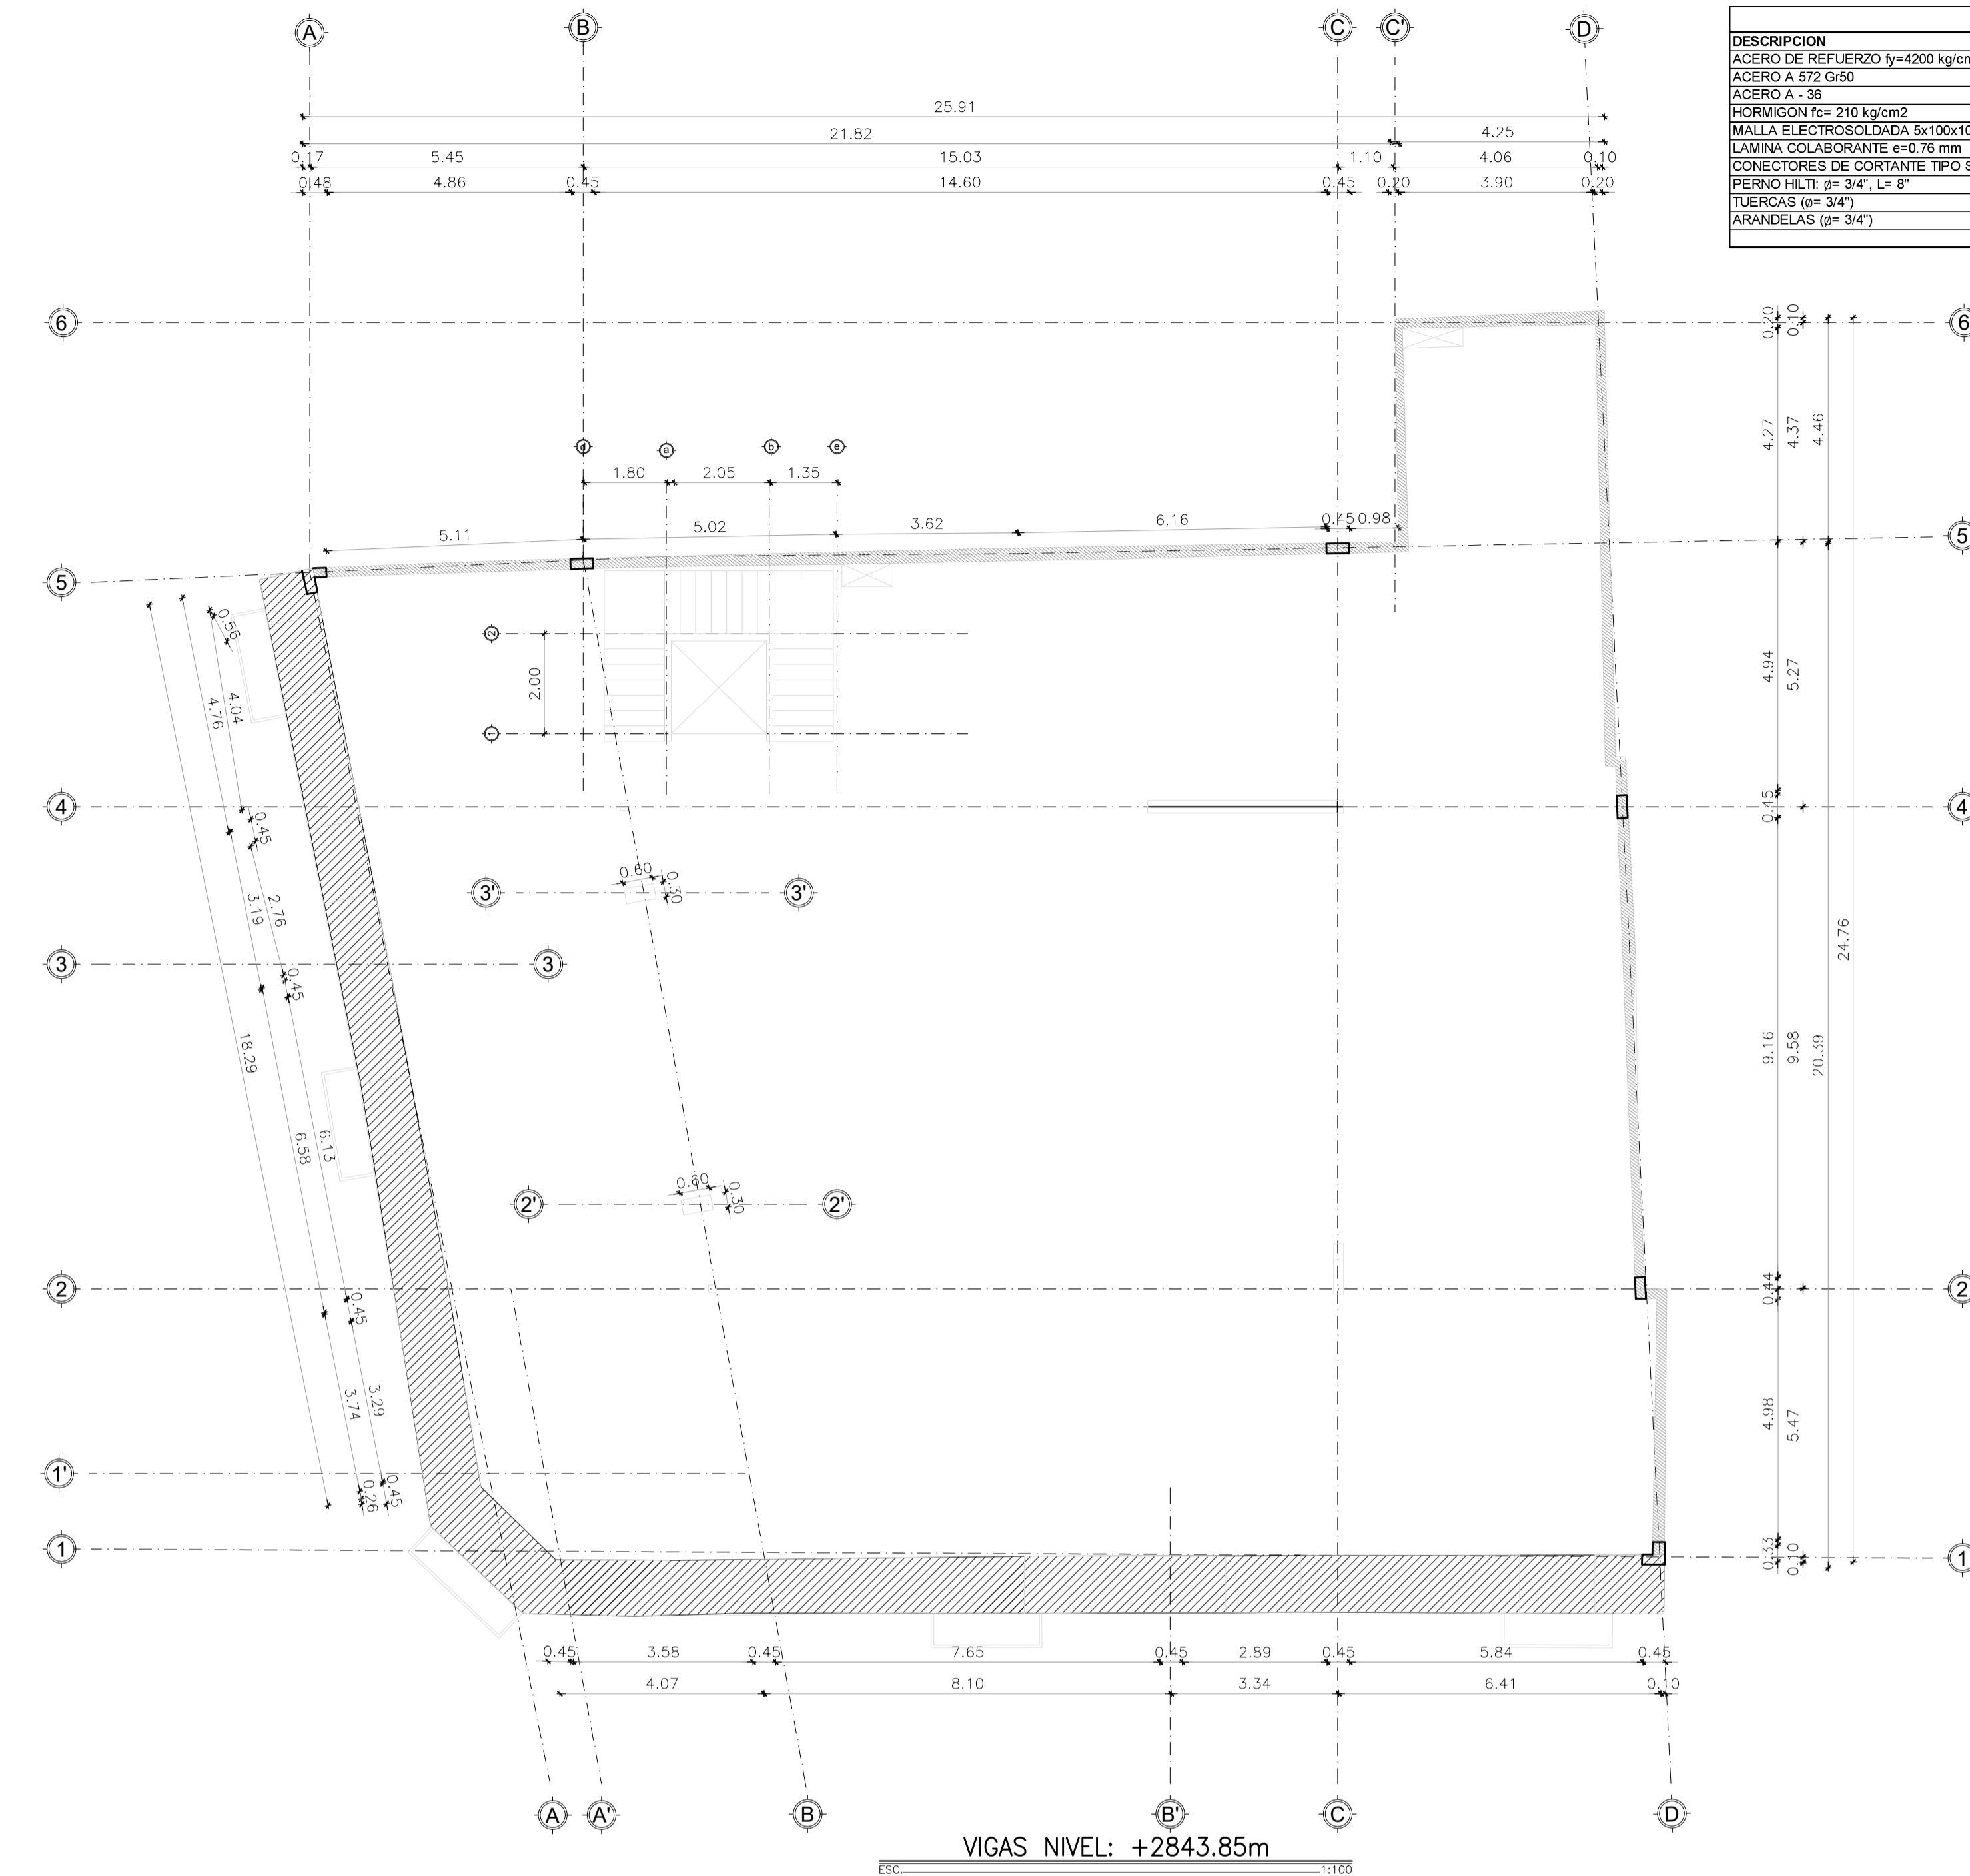 A B C C' D
DESCRIPCION
ACERO DE REFUERZO fy=4200 kg/cm
ACERO A 572 Gr50
ACERO A - 36
HORMIGON f'c= 210 kg/cm2
MALLA ELECTROSOLDADA 5x100x10
LAMINA COLABORANTE e=0.76 mm
CONECTORES DE CORTANTE TIPO S
PERNO HILTI: ø= 3/4", L= 8"
TUERCAS (ø= 3/4")
ARANDELAS (ø= 3/4")
25.91
21.82 4.25
0.17 5.45 15.03 1.10 4.06 0.10
0.48 4.86 0.45 14.60 0.45 0.20 3.90 0.20
6 6
0.20 0.10
4.27 4.37 4.46
d a b e
1.80 2.05 1.35
5.11 5.02 3.62 6.16 0.45 0.98
5 5
0.56
2
2.00
1
4.94 5.27
4.76 4.04
4 4
0.45
0.45
3' 0.60 0.30 3'
3.19 2.76
3 3
0.45
24.76
18.29
9.16 9.58 20.39
6.58 6.13
2' 0.60 0.30 2'
2 2
0.44
0.45
3.74 3.29
4.98 5.47
1'
0.26 0.45
1 1
0.33 0.10
0.45 3.58 0.45 7.65 0.45 2.89 0.45 5.84 0.45
4.07 8.10 3.34 6.41 0.10
A A' B B' C D
VIGAS NIVEL: +2843.85m
ESC. 1:100